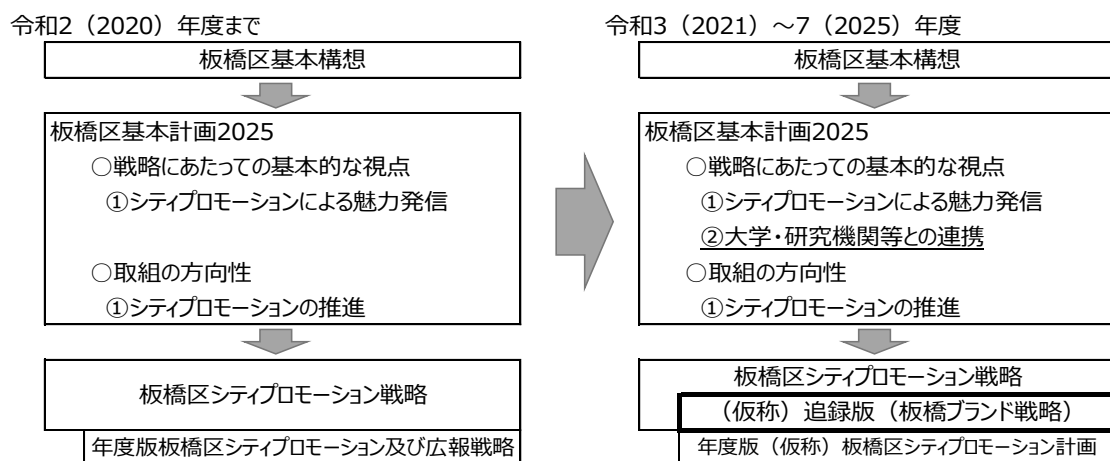 令和2（2020）年度まで
板橋区基本構想
板橋区基本計画2025
○戦略にあたっての基本的な視点
①シティプロモーションによる魅力発信
○取組の方向性
①シティプロモーションの推進
板橋区シティプロモーション戦略
年度版板橋区シティプロモーション及び広報戦略
令和3（2021）～7（2025）年度
板橋区基本構想
板橋区基本計画2025
○戦略にあたっての基本的な視点
①シティプロモーションによる魅力発信
②大学・研究機関等との連携
○取組の方向性
①シティプロモーションの推進
板橋区シティプロモーション戦略
（仮称）追録版（板橋ブランド戦略）
年度版（仮称）板橋区シティプロモーション計画